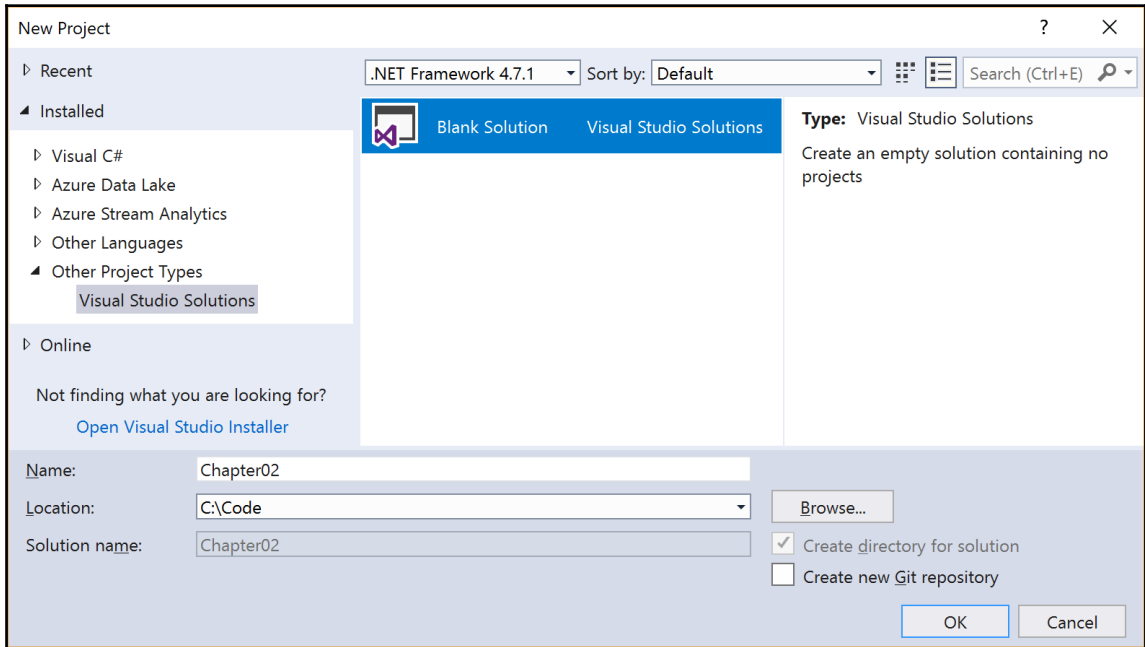 New Project
?
Recent
.NET Framework 4.7.1
Sort by:
Default
Search (Ctrl+E)
Installed
Visual C#
Azure Data Lake
Azure Stream Analytics
Other Languages
Other Project Types
Visual Studio Solutions
Online
Not finding what you are looking for?
Open Visual Studio Installer
Blank Solution
Visual Studio Solutions
Type: Visual Studio Solutions
Create an empty solution containing no
projects
Name:
Chapter02
Location:
C:\Code
Browse...
Solution name:
Chapter02
Create directory for solution
Create new Git repository
OK
Cancel